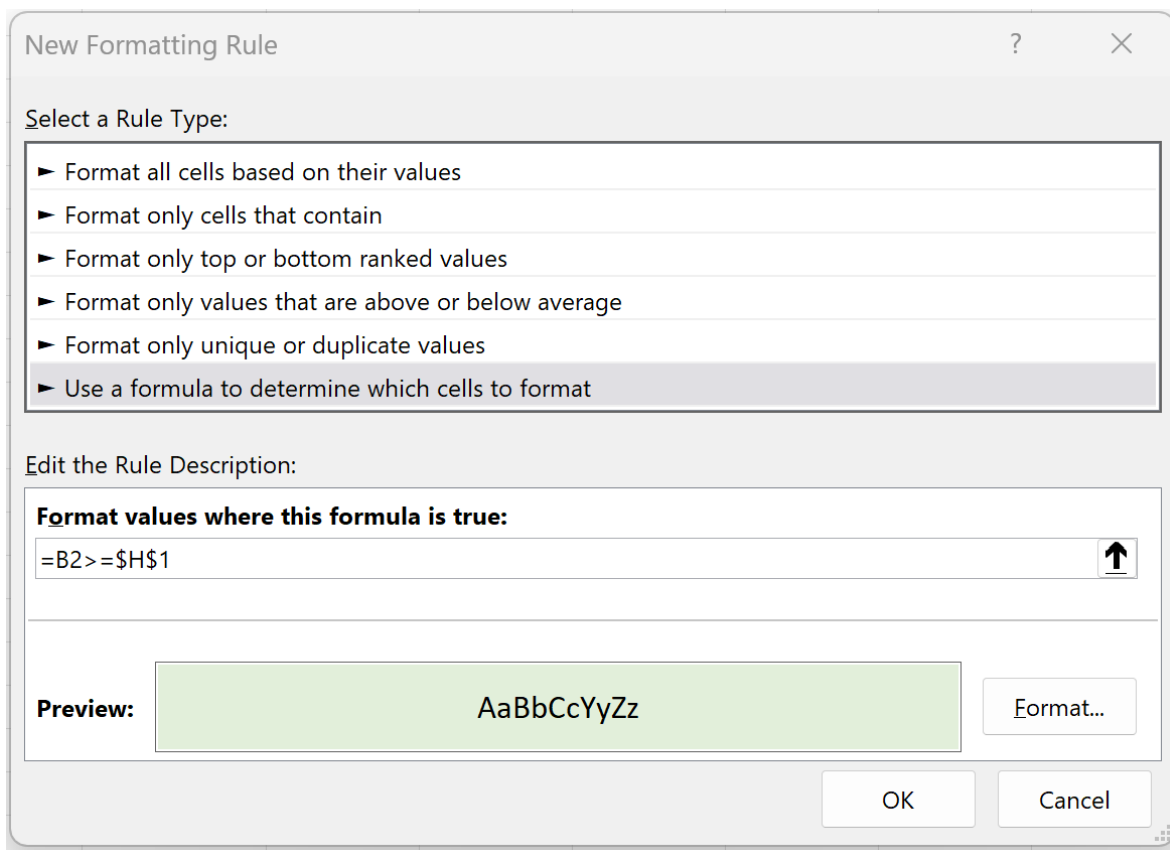 New Formatting Rule
?
Select a Rule Type:
► Format all cells based on their values
► Format only cells that contain
► Format only top or bottom ranked values
► Format only values that are above or below average
► Format only unique or duplicate values
► Use a formula to determine which cells to format
Edit the Rule Description:
Format values where this formula is true:
=B2>=$H$1
Preview: AaBbCcYyZz Format...
OK Cancel